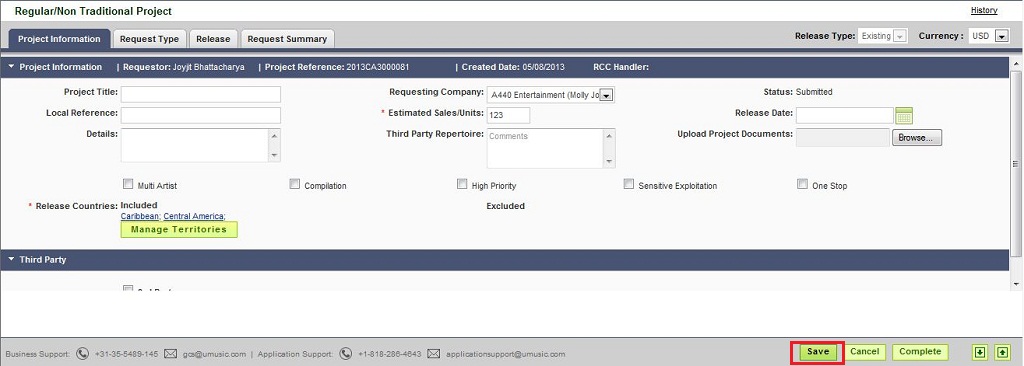 Regular/Non Traditional Project
History
Project Information
Request Type
Release
Request Summary
Release Type: Existing
Currency : USD
Project Information | Requestor: Joyjit Bhattacharya | Project Reference: 2013CA3000081 | Created Date: 05/08/2013 RCC Handler:
Project Title: Requesting Company: A440 Entertainment (Molly Jo Status: Submitted
Local Reference: * Estimated Sales/Units: 123 Release Date:
Details: Third Party Repertoire: Comments Upload Project Documents: Browse...
Multi Artist Compilation High Priority Sensitive Exploitation One Stop
* Release Countries: Included Excluded
Caribbean; Central America;
Manage Territories
Third Party
Business Support: +31-35-5489-145 gcs@umusic.com | Application Support: +1-818-286-4643 applicationsupport@umusic.com
Save Cancel Complete